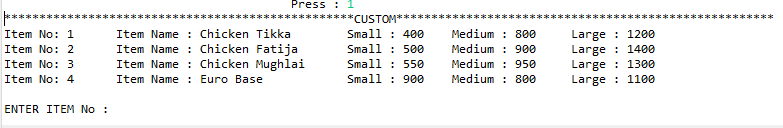 Press : 1
**************************************************CUSTOM******************************************************
Item No: 1 Item Name : Chicken Tikka Small : 400 Medium : 800 Large : 1200
Item No: 2 Item Name : Chicken Fatija Small : 500 Medium : 900 Large : 1400
Item No: 3 Item Name : Chicken Mughlai Small : 550 Medium : 950 Large : 1300
Item No: 4 Item Name : Euro Base Small : 900 Medium : 800 Large : 1100
ENTER ITEM No :